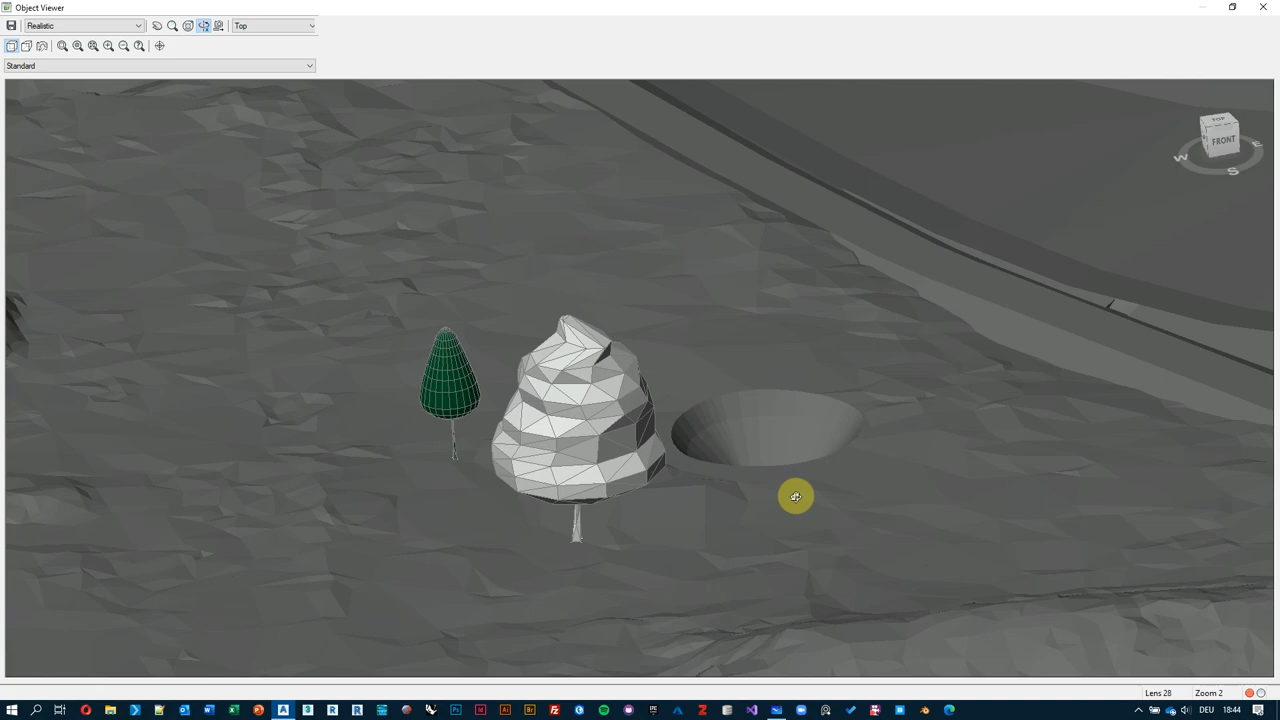 Object Viewer
Realistic
Top
Standard
TOP
FRONT
W
E
S
Lens 28
Zoom 2
DEU
18:44